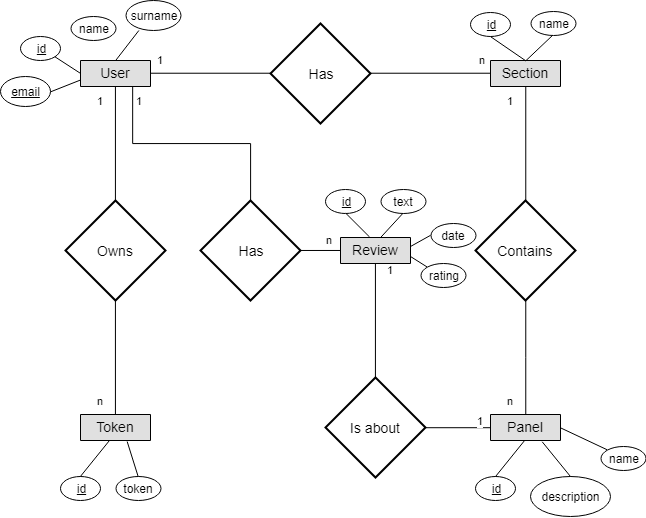 surname
name
id
email
User
1
Has
n
Section
id
name
1
1
1
Owns
Has
n
Review
id
text
date
rating
1
Contains
n
Token
id
token
Is about
1
n
Panel
name
id
description